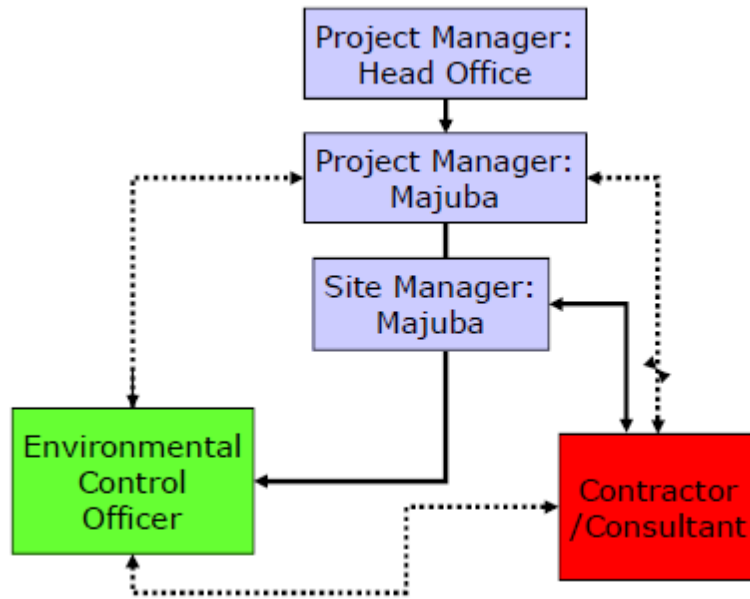 Project Manager:
Head Office
Project Manager:
Majuba
Site Manager:
Majuba
Environmental
Control
Officer
Contractor
/Consultant